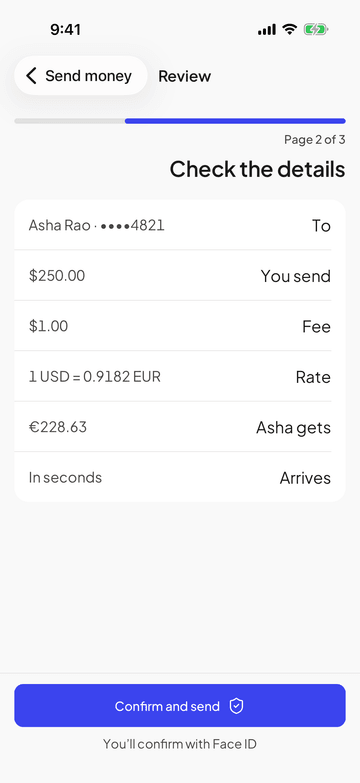 9:41
Send money
Review
Page 2 of 3
Check the details
Asha Rao · ••••4821 To
$250.00 You send
$1.00 Fee
1 USD = 0.9182 EUR Rate
€228.63 Asha gets
In seconds Arrives
Confirm and send
You'll confirm with Face ID